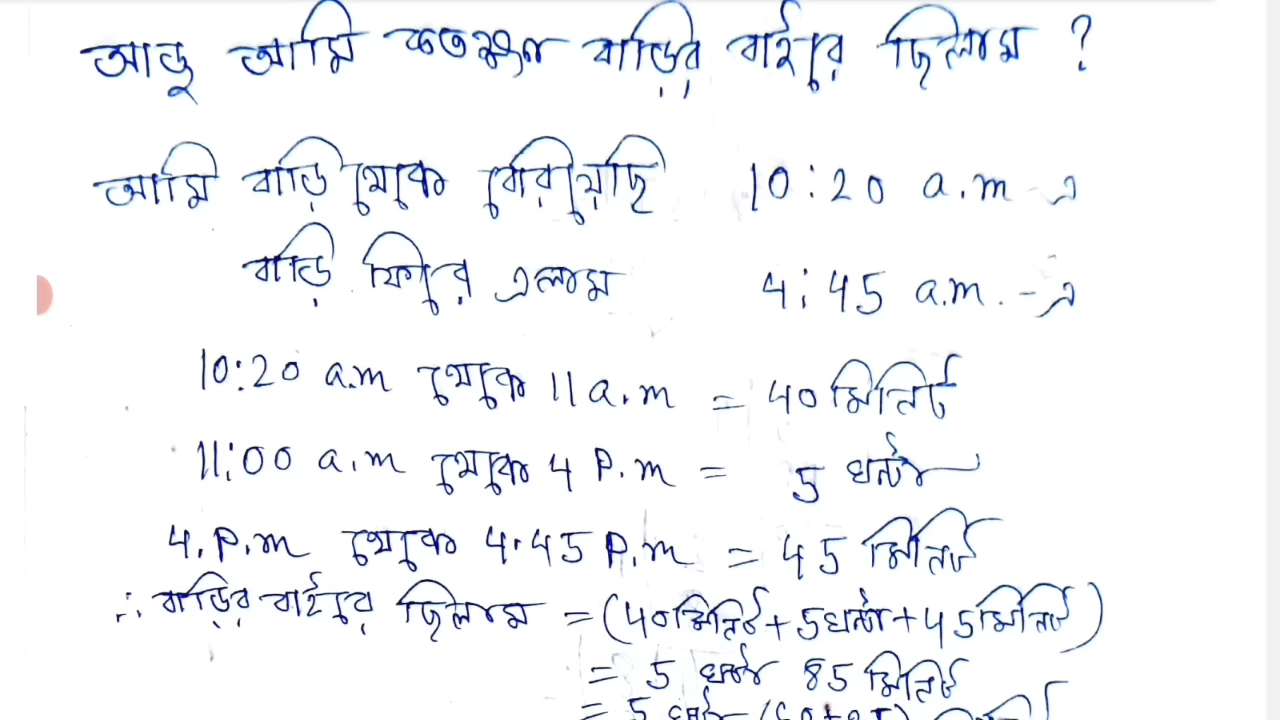 আজ আমি কতক্ষণ বাড়ির বাইরে ছিলাম ?
আমি বাড়ি থেকে বেরিয়েছি 10:20 a.m -এ
বাড়ি ফিরে এলাম 4:45 a.m. -এ
10:20 a.m থেকে 11 a.m = 40 মিনিট
11:00 a.m থেকে 4 P.m = 5 ঘন্টা
4. P.m থেকে 4.45 P.m = 45 মিনিট
∴ বাড়ির বাইরে ছিলাম = (40 মিনিট + 5 ঘন্টা + 45 মিনিট)
= 5 ঘন্টা 85 মিনিট
= 5